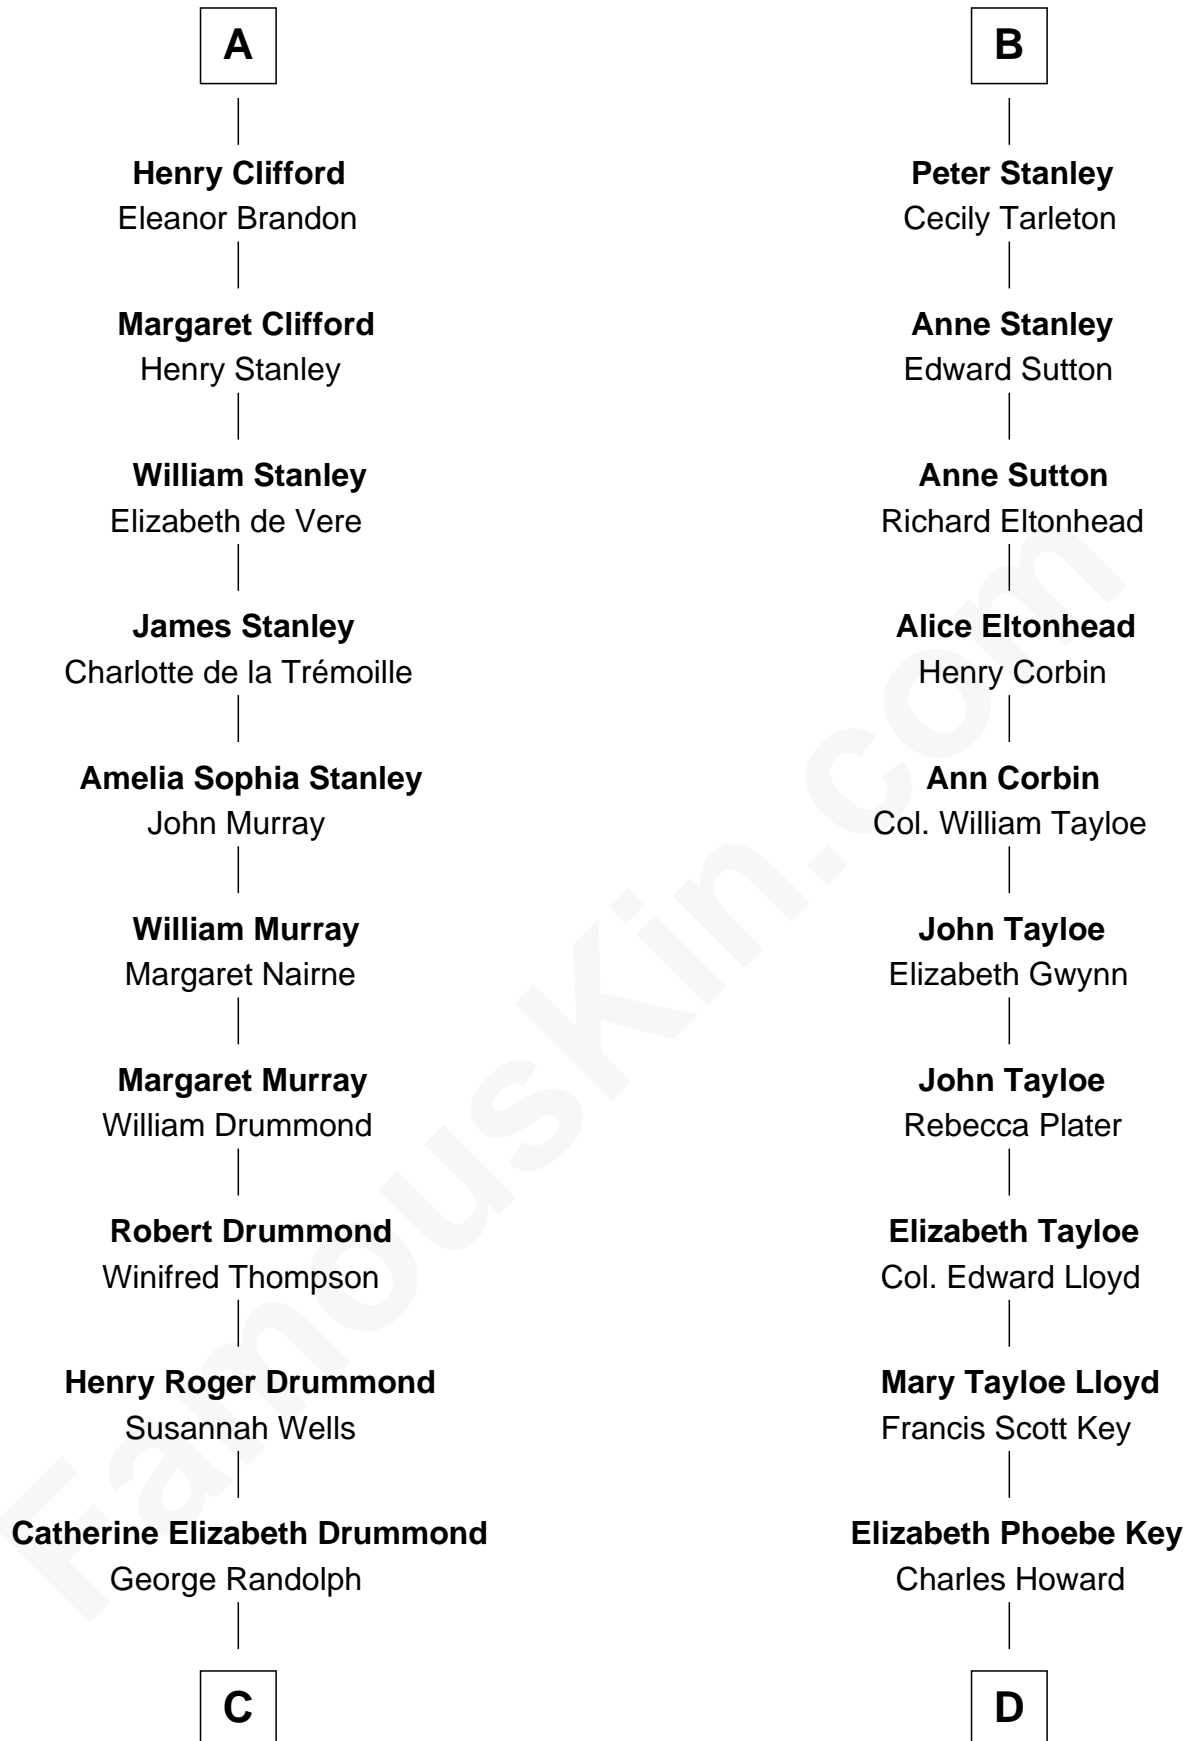 A
Henry Clifford
Eleanor Brandon
Margaret Clifford
Henry Stanley
William Stanley
Elizabeth de Vere
James Stanley
Charlotte de la Trémoille
Amelia Sophia Stanley
John Murray
William Murray
Margaret Nairne
Margaret Murray
William Drummond
Robert Drummond
Winifred Thompson
Henry Roger Drummond
Susannah Wells
Catherine Elizabeth Drummond
George Randolph
C
B
Peter Stanley
Cecily Tarleton
Anne Stanley
Edward Sutton
Anne Sutton
Richard Eltonhead
Alice Eltonhead
Henry Corbin
Ann Corbin
Col. William Tayloe
John Tayloe
Elizabeth Gwynn
John Tayloe
Rebecca Plater
Elizabeth Tayloe
Col. Edward Lloyd
Mary Tayloe Lloyd
Francis Scott Key
Elizabeth Phoebe Key
Charles Howard
D
FamousKin.com